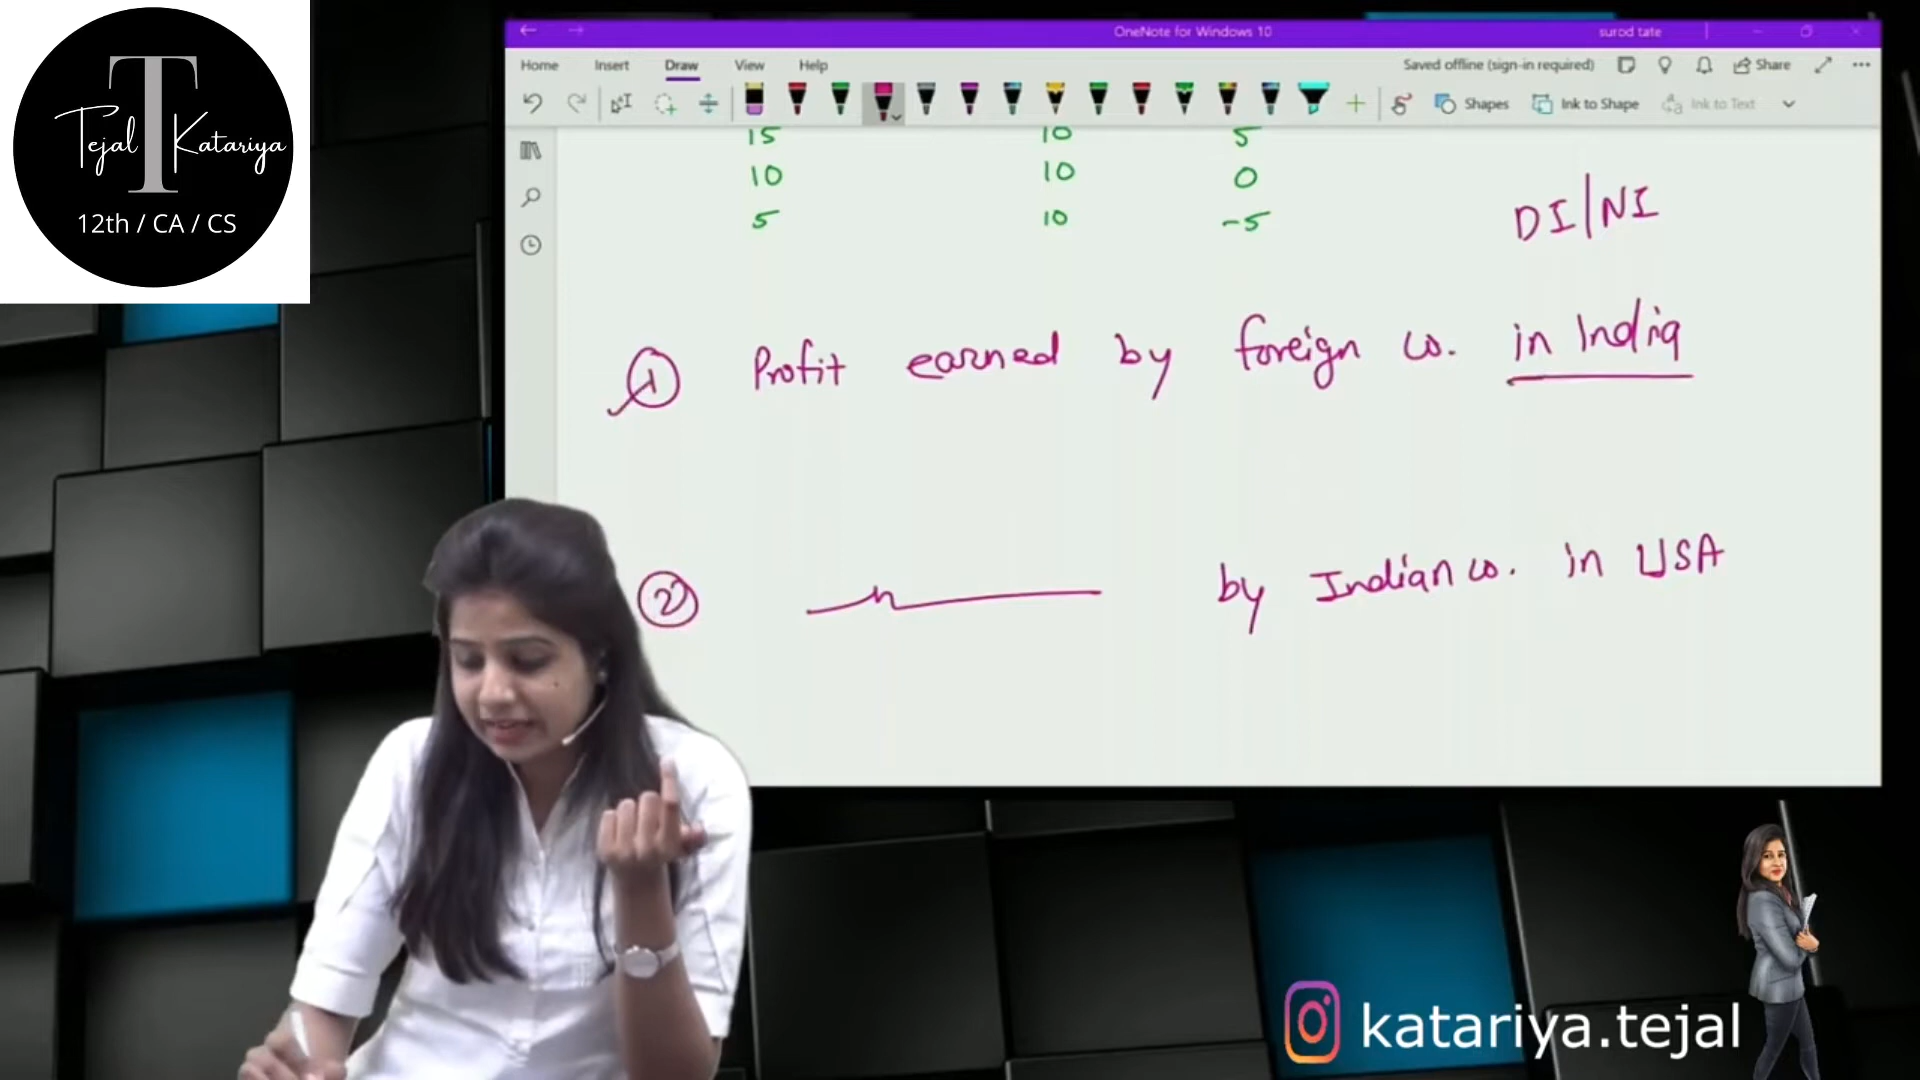 T
Tejal Katariya
12th / CA / CS
OneNote for Windows 10
surod tate
Home Insert Draw View Help
Saved offline (sign-in required) Share
Shapes Ink to Shape Ink to Text
15 10 5
10 10 0
5 10 -5
DI/NI
1 Profit earned by foreign co. in India
2 by Indian co. in USA
katariya.tejal